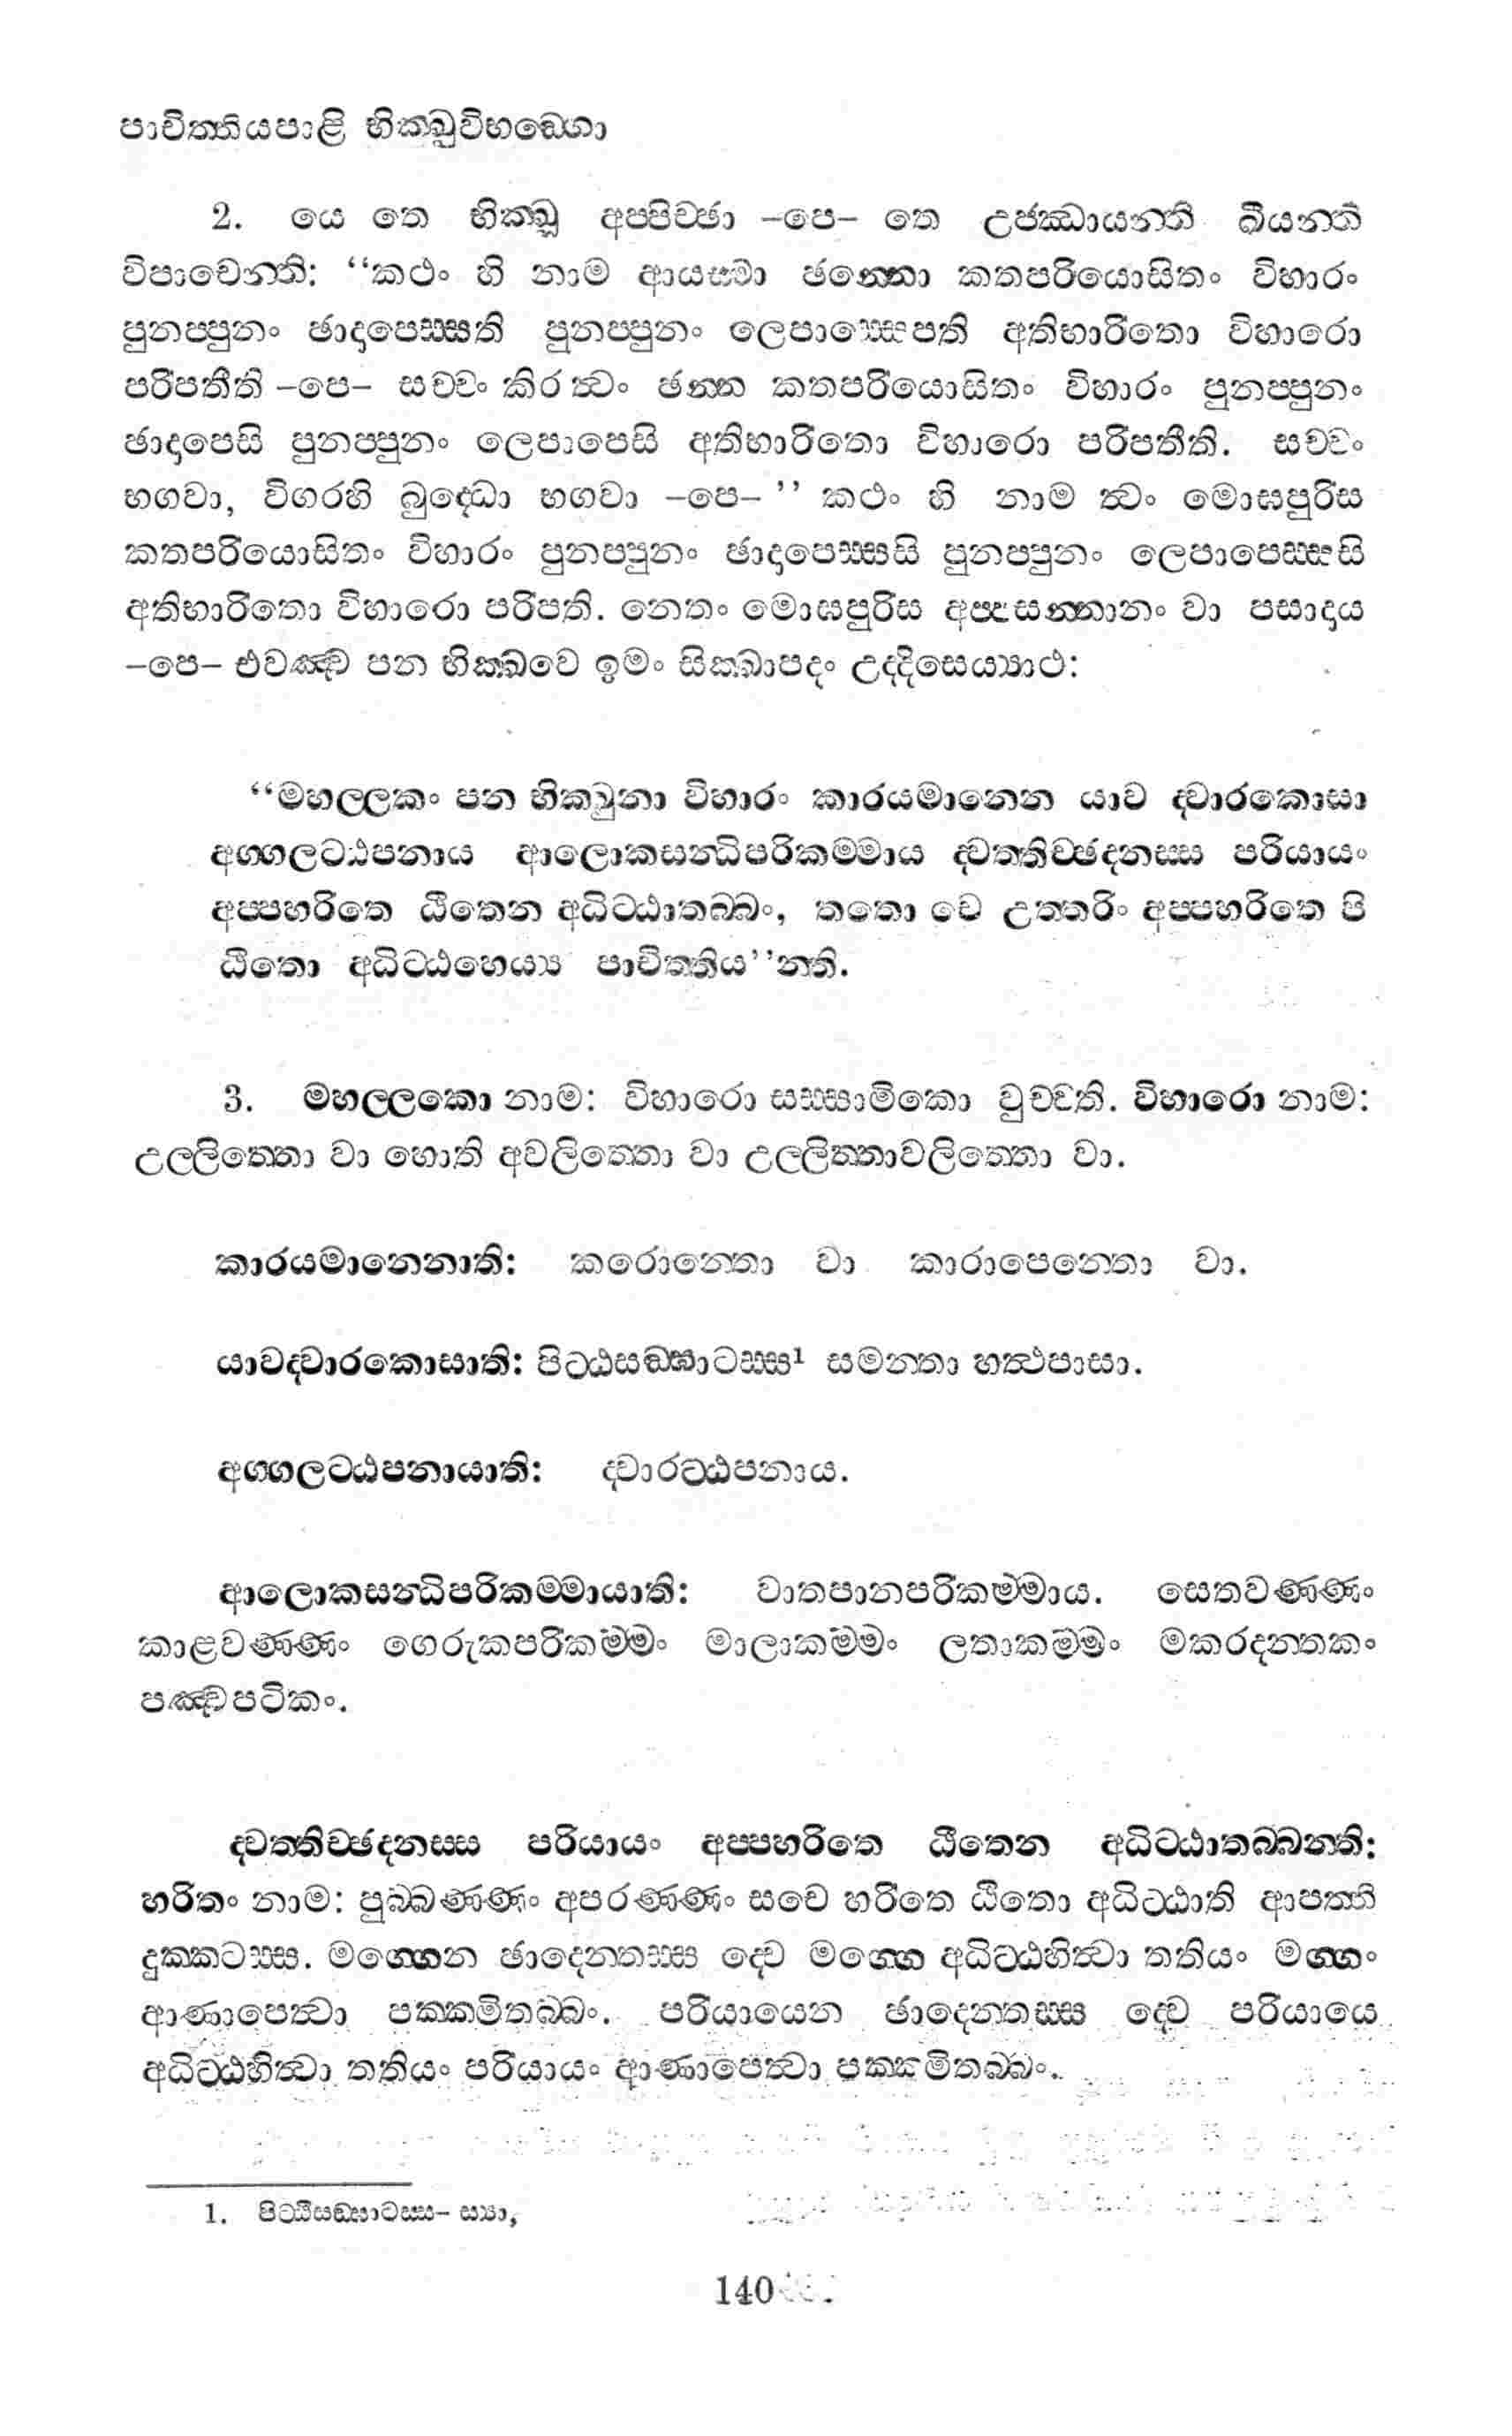 පාචිත්තියපාළි භික්ඛුවිභඞ්ගො
2. යෙ තෙ භික්ඛූ අප්පිච්ඡා –පෙ– තෙ උජ්ඣායන්ති ඛීයන්ති
විපාචෙන්ති: “කථං හි නාම ආයස්මා ඡන්නො කතපරියොසිතං විහාරං
පුනප්පුනං ඡාදාපෙස්සති පුනප්පුනං ලෙපාපෙස්සති අතිභාරිතො විහාරො
පරිපතීති –පෙ– සච්චං කිර ත්වං ඡන්න කතපරියොසිතං විහාරං පුනප්පුනං
ඡාදාපෙසි පුනප්පුනං ලෙපාපෙසි අතිභාරිතො විහාරො පරිපතීති. සච්චං
භගවා, විගරහි බුද්ධො භගවා –පෙ–’’ කථං හි නාම ත්වං මොඝපුරිස
කතපරියොසිතං විහාරං පුනප්පුනං ඡාදාපෙස්සසි පුනප්පුනං ලෙපාපෙස්සසි
අතිභාරිතො විහාරො පරිපති. නෙතං මොඝපුරිස අප්පසන්නානං වා පසාදාය
–පෙ– එවඤ්ච පන භික්ඛවෙ ඉමං සික්ඛාපදං උද්දිසෙය්‍යාථ:
“මහල්ලකං පන භික්ඛුනා විහාරං කාරයමානෙන යාව ද්වාරකොසා
අග්ගලට්ඨපනාය ආලොකසන්ධිපරිකම්මාය ද්වත්තිච්ඡදනස්ස පරියායං
අප්පහරිතෙ ඨිතෙන අධිට්ඨාතබ්බං, තතො චෙ උත්තරිං අප්පහරිතෙ පි
ඨිතො අධිට්ඨහෙය්‍ය පාචිත්තිය’’න්ති.
3. මහල්ලකො නාම: විහාරො සස්සාමිකො වුච්චති. විහාරො නාම:
උල්ලිත්තො වා හොති අවලිත්තො වා උල්ලිත්තාවලිත්තො වා.
කාරයමානෙනාති: කරොන්තො වා කාරාපෙන්තො වා.
යාවද්වාරකොසාති: පිට්ඨසඞ්ඝාටස්ස¹ සමන්තා හත්ථපාසා.
අග්ගලට්ඨපනායාති: ද්වාරට්ඨපනාය.
ආලොකසන්ධිපරිකම්මායාති: වාතපානපරිකම්මාය. සෙතවණ්ණං
කාළවණ්ණං ගෙරුකපරිකම්මං මාලාකම්මං ලතාකම්මං මකරදන්තකං
පඤ්චපටිකං.
ද්වත්තිච්ඡදනස්ස පරියායං අප්පහරිතෙ ඨිතෙන අධිට්ඨාතබ්බන්ති:
හරිතං නාම: පුබ්බණ්ණං අපරණ්ණං සචෙ හරිතෙ ඨිතො අධිට්ඨාති ආපත්ති
දුක්කටස්ස. මග්ගෙන ඡාදෙන්තස්ස ද්වෙ මග්ගෙ අධිට්ඨහිත්වා තතියං මග්ගං
ආණාපෙත්වා පක්කමිතබ්බං. පරියායෙන ඡාදෙන්තස්ස ද්වෙ පරියායෙ
අධිට්ඨහිත්වා තතියං පරියායං ආණාපෙත්වා පක්කමිතබ්බං.
1. පිට්ඨිසඞ්ඝාටස්ස– ස්‍යා,
140